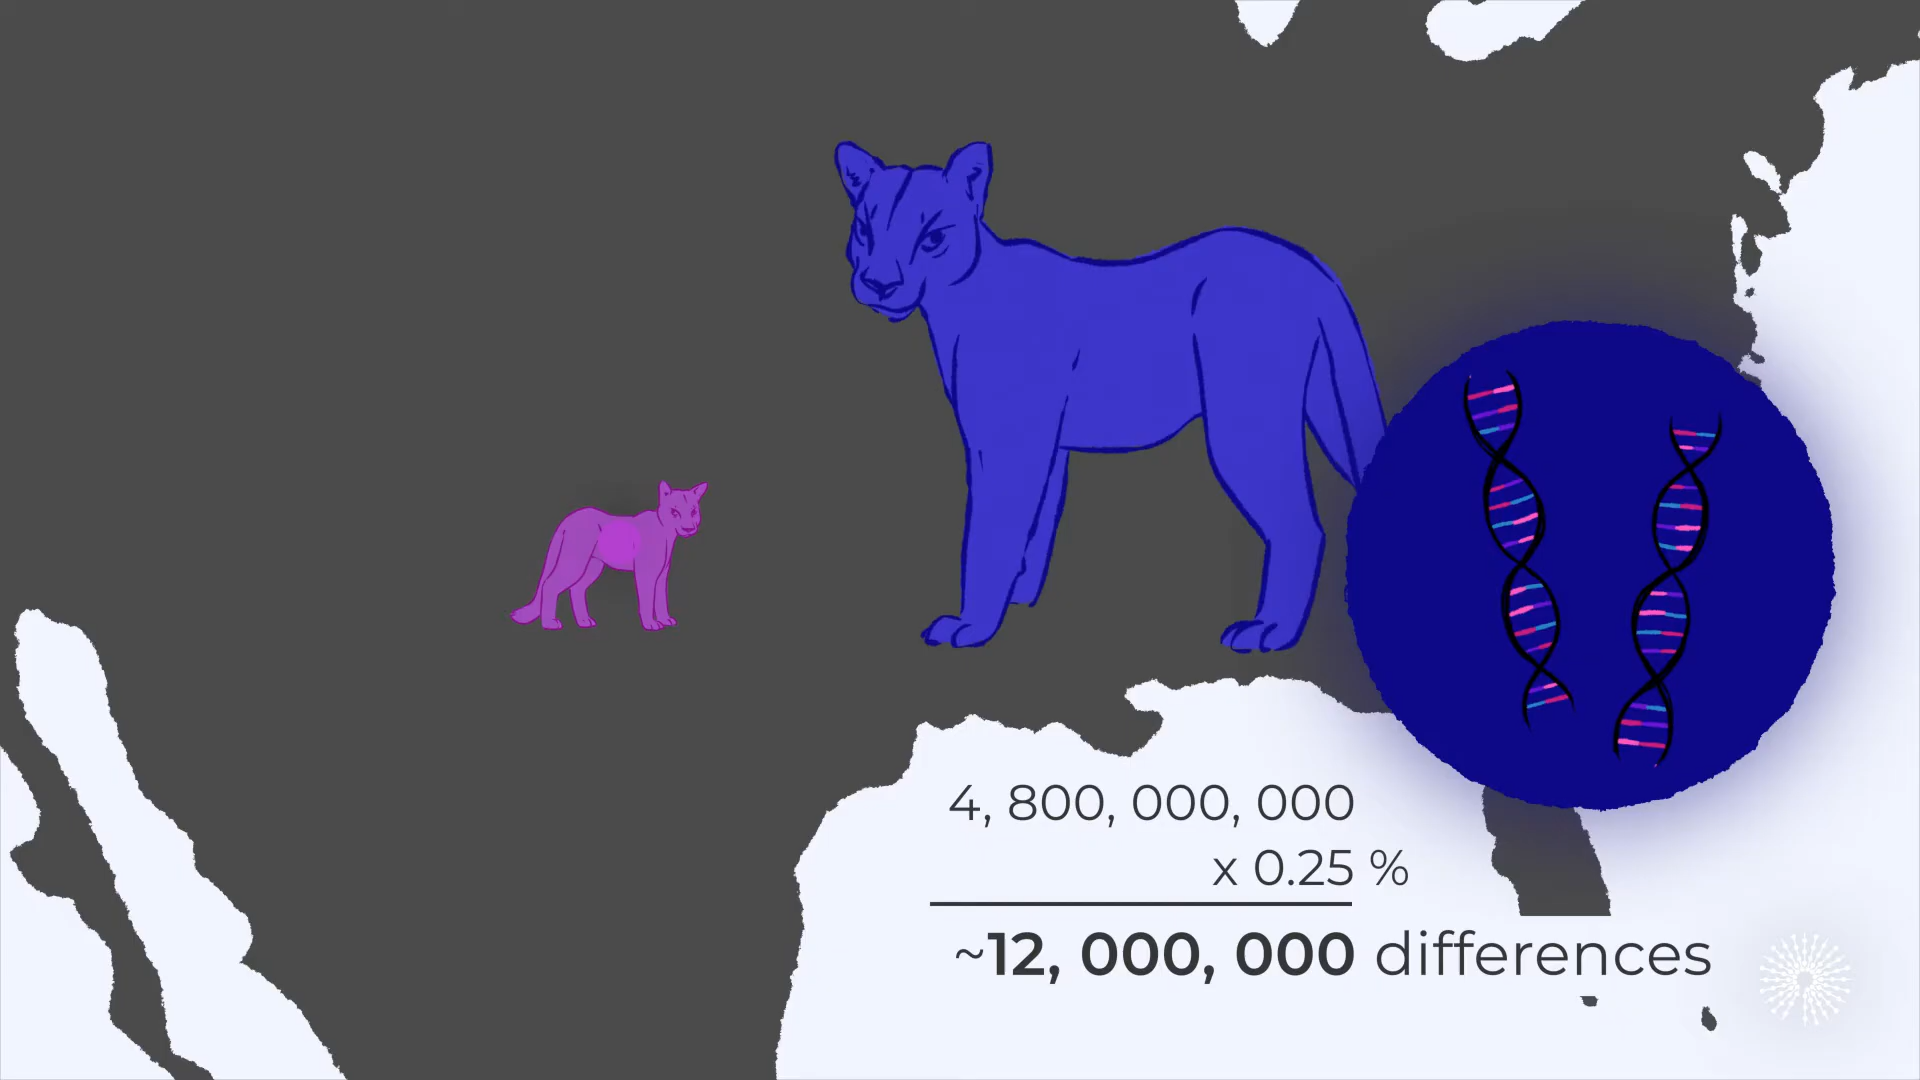 4, 800, 000, 000
x 0.25 %
~12, 000, 000 differences